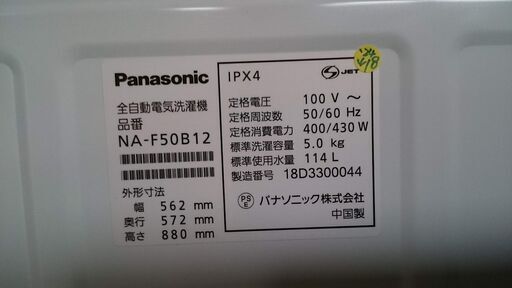 Panasonic
全自動電気洗濯機
品番
NA-F50B12
外形寸法
幅 562 mm
奥行 572 mm
高さ 880 mm
IPX4
S JET
定格電圧 100 V ～
定格周波数 50/60 Hz
定格消費電力 400/430 W
標準洗濯容量 5.0 kg
標準使用水量 114 L
製造番号 18D3300044
PS E パナソニック株式会社
中国製